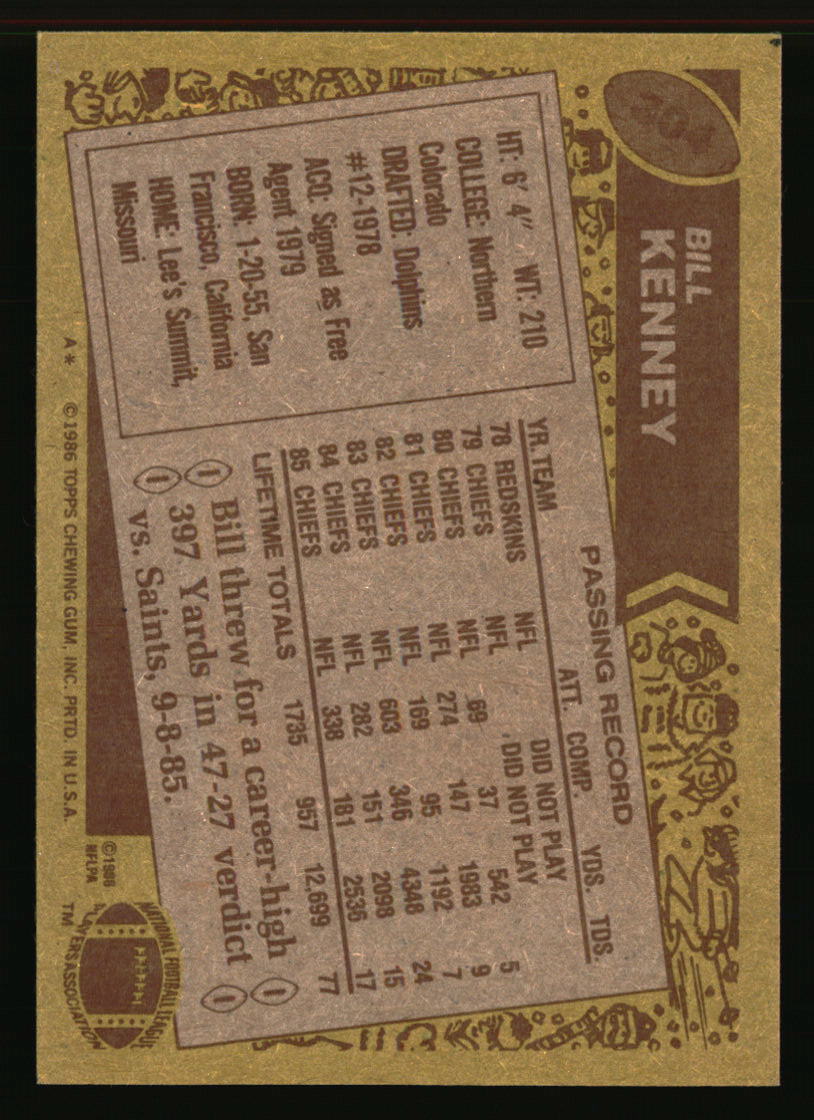 304
BILL
KENNEY
HT: 6' 4" WT: 210
COLLEGE: Northern
Colorado
DRAFTED: Dolphins
#12-1978
ACQ: Signed as Free
Agent 1979
BORN: 1-20-55, San
Francisco, California
HOME: Lee's Summit,
Missouri
PASSING RECORD
YR. TEAM ATT. COMP. YDS. TDS.
78 REDSKINS NFL DID NOT PLAY
79 CHIEFS NFL DID NOT PLAY
80 CHIEFS NFL 69 37 542 5
81 CHIEFS NFL 274 147 1983 9
82 CHIEFS NFL 169 95 1192 7
83 CHIEFS NFL 603 346 4348 24
84 CHIEFS NFL 282 151 2098 15
85 CHIEFS NFL 338 181 2536 17
LIFETIME TOTALS 1735 957 12,699 77
Bill threw for a career-high
397 Yards in 47-27 verdict
vs. Saints, 9-8-85.
A* ©1986 TOPPS CHEWING GUM, INC. PRTD. IN U.S.A.
©1986
NFLPA
NATIONAL FOOTBALL LEAGUE
PLAYERS ASSOCIATION
TM